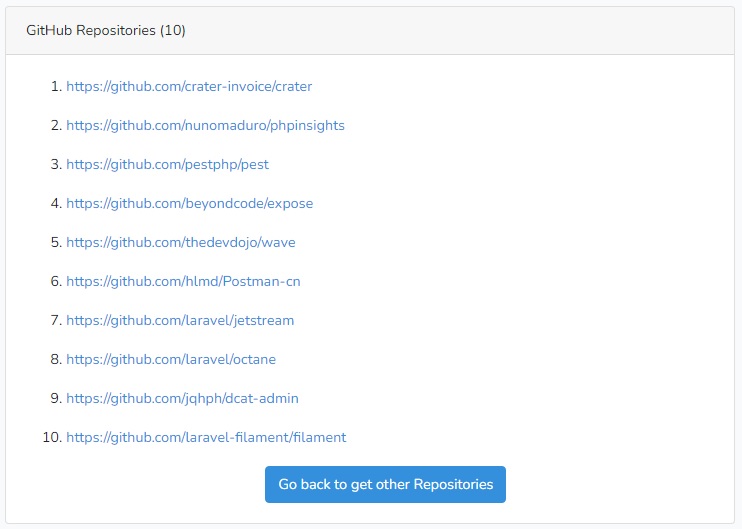 GitHub Repositories (10)
1. https://github.com/crater-invoice/crater
2. https://github.com/nunomaduro/phpinsights
3. https://github.com/pestphp/pest
4. https://github.com/beyondcode/expose
5. https://github.com/thedevdojo/wave
6. https://github.com/hlmd/Postman-cn
7. https://github.com/laravel/jetstream
8. https://github.com/laravel/octane
9. https://github.com/jqhph/dcat-admin
10. https://github.com/laravel-filament/filament
Go back to get other Repositories